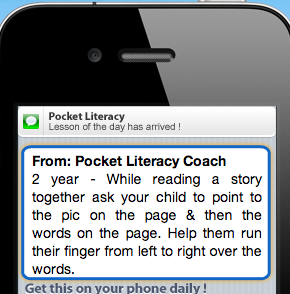 Pocket Literacy
Lesson of the day has arrived !
From: Pocket Literacy Coach
2 year - While reading a story
together ask your child to point to
the pic on the page & then the
words on the page. Help them run
their finger from left to right over the
words.
Get this on your phone daily !